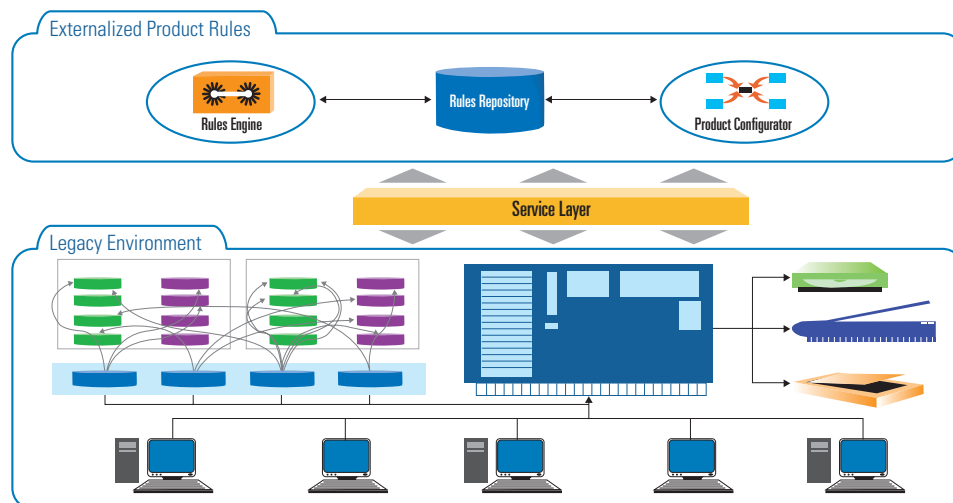 Externalized Product Rules
Rules Engine
Rules Repository
Product Configurator
Service Layer
Legacy Environment